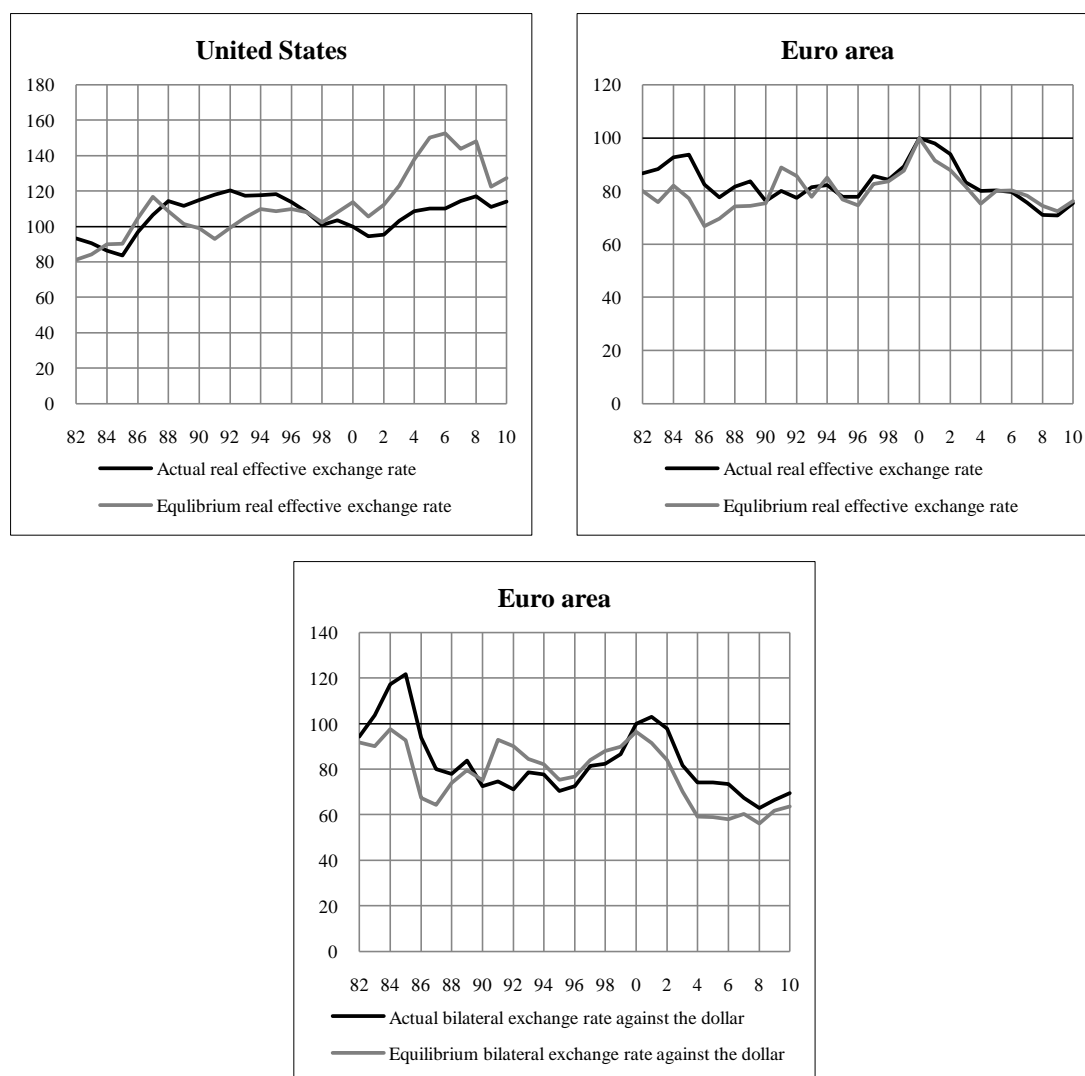 United States
180
160
140
120
100
80
60
40
20
0
82 84 86 88 90 92 94 96 98 0 2 4 6 8 10
Actual real effective exchange rate
Equlibrium real effective exchange rate
Euro area
120
100
80
60
40
20
0
82 84 86 88 90 92 94 96 98 0 2 4 6 8 10
Actual real effective exchange rate
Equlibrium real effective exchange rate
Euro area
140
120
100
80
60
40
20
0
82 84 86 88 90 92 94 96 98 0 2 4 6 8 10
Actual bilateral exchange rate against the dollar
Equilibrium bilateral exchange rate against the dollar